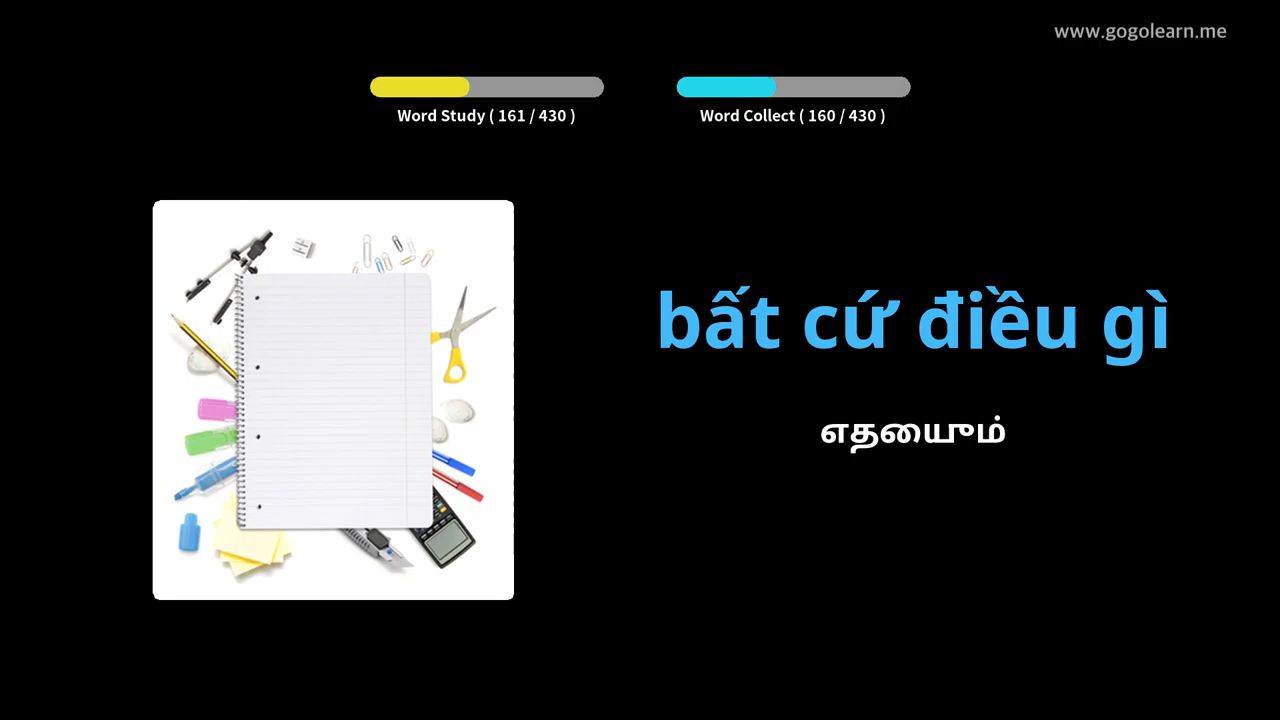 www.gogolearn.me
Word Study ( 161 / 430 )
Word Collect ( 160 / 430 )
bất cứ điều gì
எதையும்